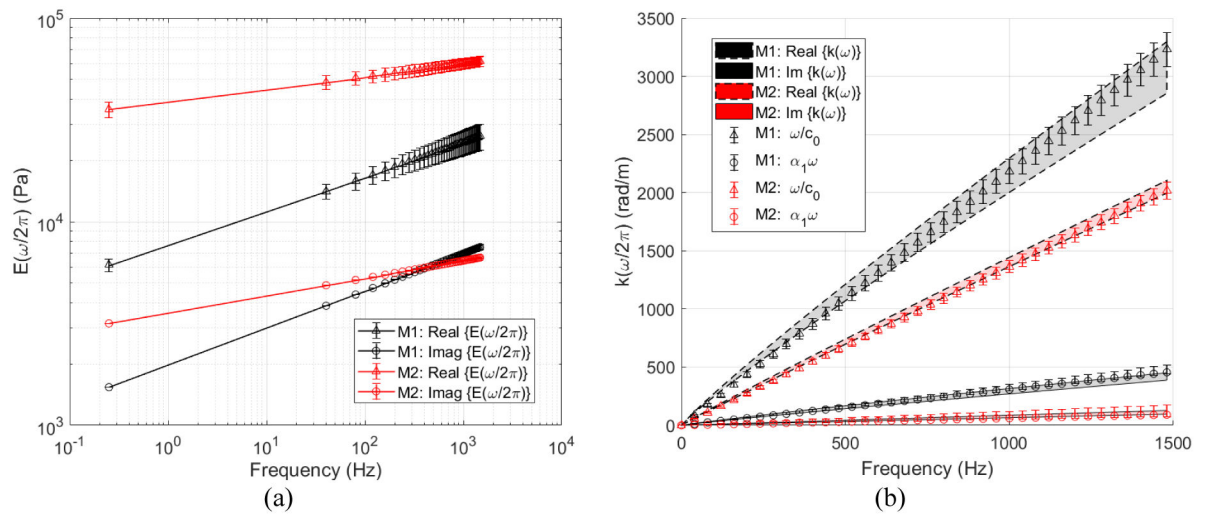 (a)
E(ω/2π) (Pa)
10^5
10^4
10^3
10^-1
10^0
10^1
10^2
10^3
10^4
Frequency (Hz)
M1: Real {E(ω/2π)}
M1: Imag {E(ω/2π)}
M2: Real {E(ω/2π)}
M2: Imag {E(ω/2π)}
(a)
b)
k(ω/2π) (rad/m)
3500
3000
2500
2000
1500
1000
500
0
0
500
1000
1500
Frequency (Hz)
M1: Real {k(ω)}
M1: Im {k(ω)}
M2: Real {k(ω)}
M2: Im {k(ω)}
M1: ω/c₀
M1: α₁ω
M2: ω/c₀
M2: α₁ω
(b)